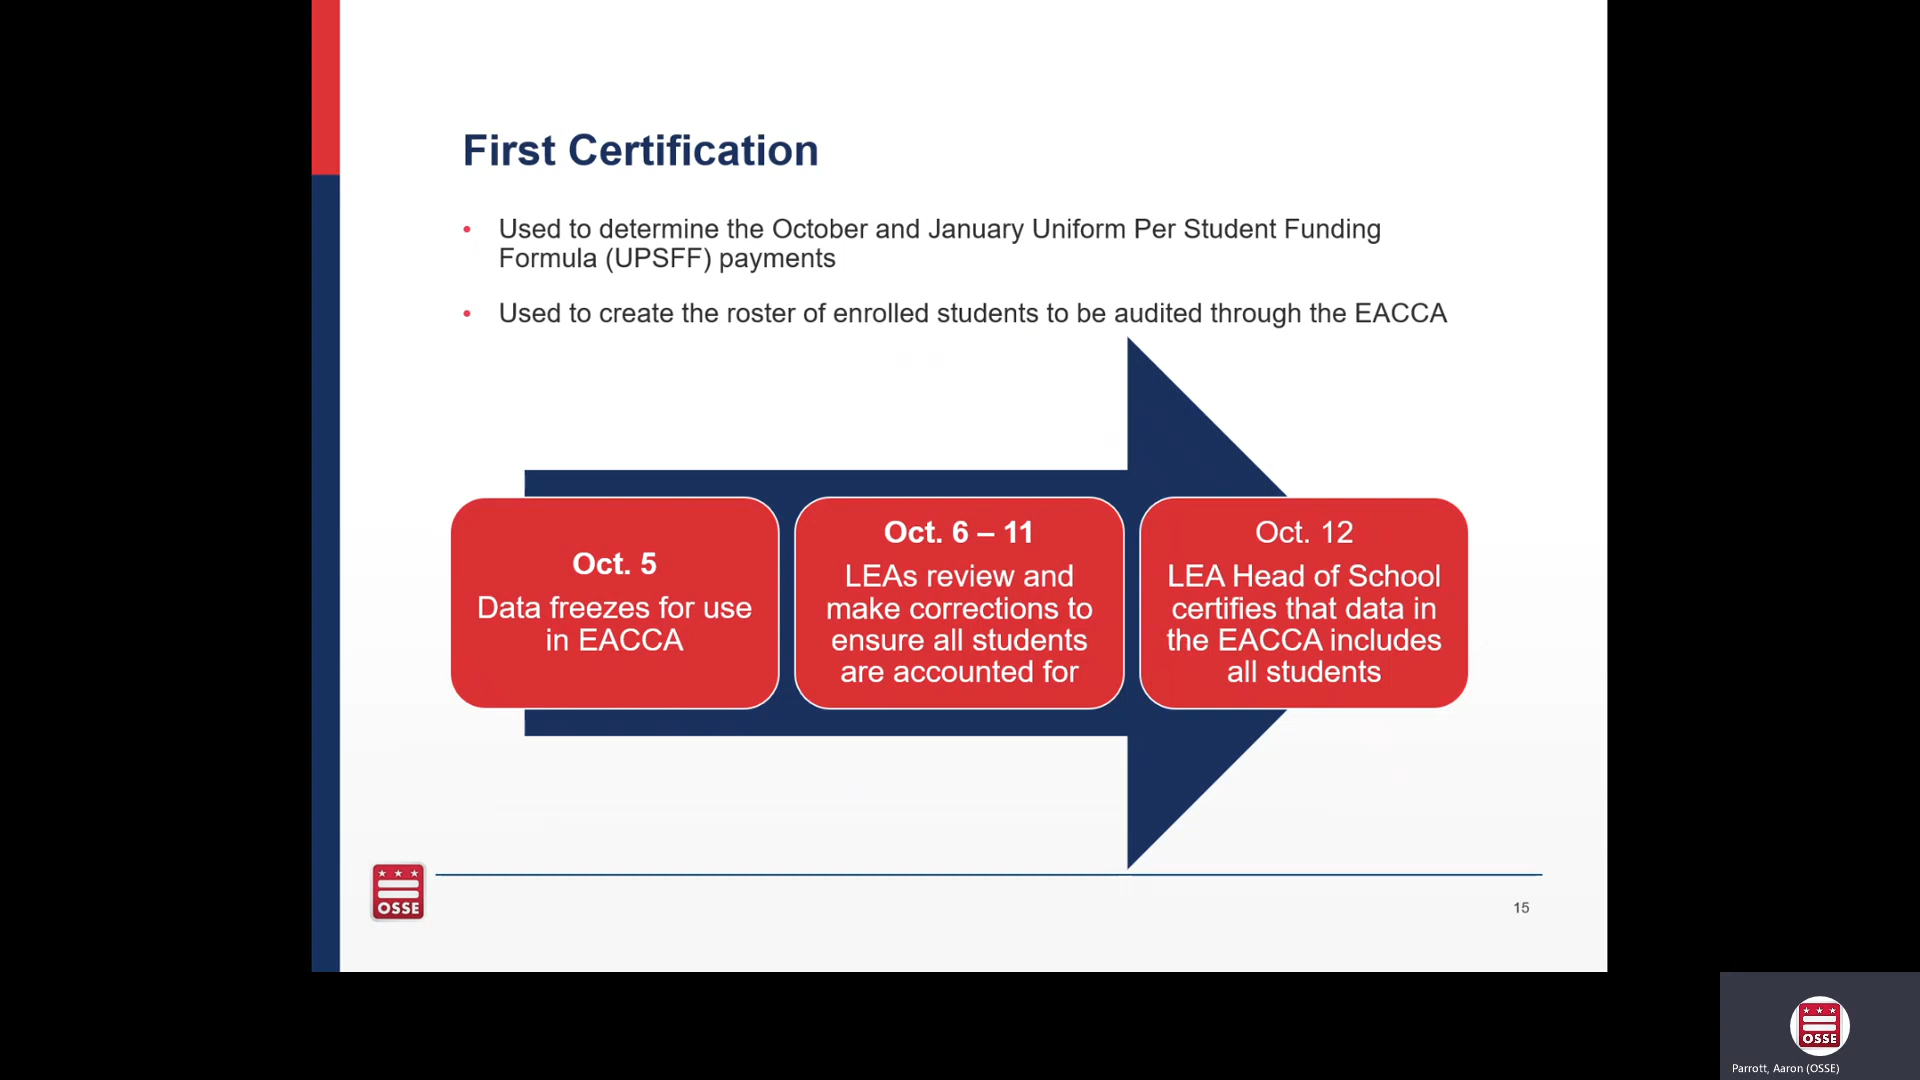 First Certification
• Used to determine the October and January Uniform Per Student Funding
Formula (UPSFF) payments
• Used to create the roster of enrolled students to be audited through the EACCA
Oct. 5
Data freezes for use
in EACCA
Oct. 6 – 11
LEAs review and
make corrections to
ensure all students
are accounted for
Oct. 12
LEA Head of School
certifies that data in
the EACCA includes
all students
OSSE
15
OSSE
Parrott, Aaron (OSSE)